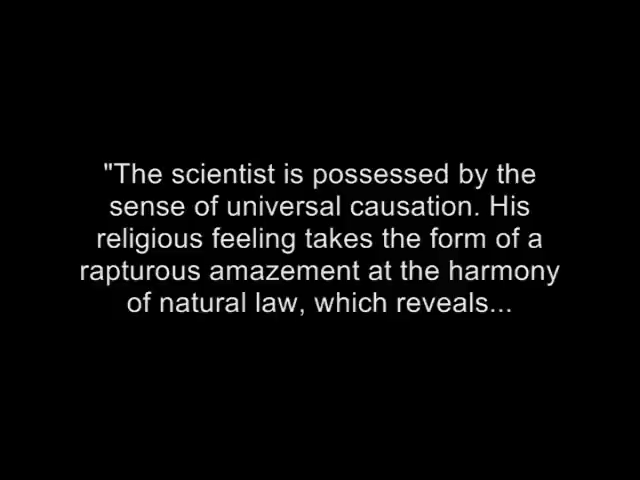 "The scientist is possessed by the
sense of universal causation. His
religious feeling takes the form of a
rapturous amazement at the harmony
of natural law, which reveals...